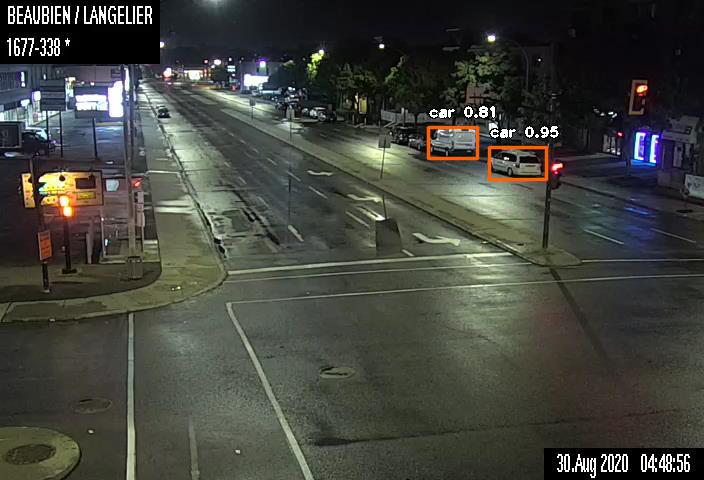 BEAUBIEN / LANGELIER
1677-338 *
car 0.81
car 0.95
30.Aug 2020 04:48:56